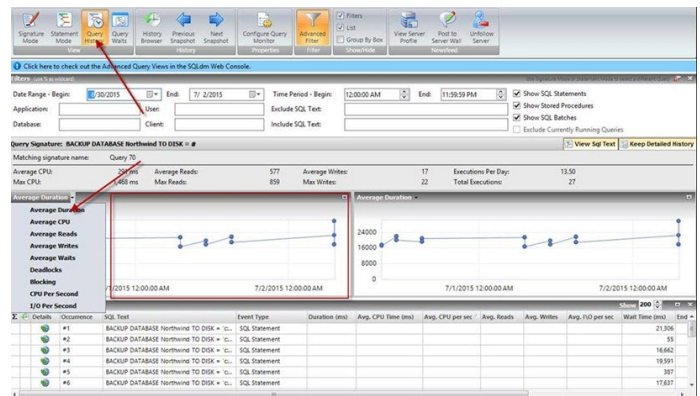 Signature Mode Statement Mode Query History Query Waits History Browser Previous Snapshot Next Snapshot Configure Query Monitor Advanced Filter Filters List Group By Box View Server Profile Post to Server Wall Unfollow Server
View History Properties Filter Show/Hide Newsfeed
Click here to check out the Advanced Query Views in the SQLdm Web Console.
Filters (use % as wildcard)
Date Range - Begin: /30/2015 End: 7/ 2/2015 Time Period - Begin: 12:00:00 AM End: 11:59:59 PM Show SQL Statements
Application: User: Exclude SQL Text: Show Stored Procedures
Show SQL Batches
Database: Client: Include SQL Text:
Exclude Currently Running Queries
Query Signature: BACKUP DATABASE Northwind TO DISK = # View Sql Text Keep Detailed History
Matching signature name: Query 70
Average CPU: ms Average Reads: 577 Average Writes: 17 Executions Per Day: 13.50
Max CPU: ,468 ms Max Reads: 859 Max Writes: 22 Total Executions: 27
Average Duration Average Duration
Average Duration
Average CPU
Average Reads
Average Writes
Average Waits
Deadlocks
Blocking
CPU Per Second
I/O Per Second
24000
16000
8000
0
/1/2015 12:00:00 AM 7/2/2015 12:00 7/1/2015 12:00:00 AM 7/2/2015 12:00
Show 200
Σ Details Occurrence SQL Text Event Type Duration (ms) Avg. CPU Time (ms) Avg. CPU per sec Avg. Reads Avg. Writes Avg. I\O per sec Wait Time (ms) End
#1 BACKUP DATABASE Northwind TO DISK = 'c... SQL Statement 21,306
#2 BACKUP DATABASE Northwind TO DISK = 'c... SQL Statement 55
#3 BACKUP DATABASE Northwind TO DISK = 'c... SQL Statement 16,662
#4 BACKUP DATABASE Northwind TO DISK = 'c... SQL Statement 19,591
#5 BACKUP DATABASE Northwind TO DISK = 'c... SQL Statement 387
#6 BACKUP DATABASE Northwind TO DISK = 'c... SQL Statement 17,637